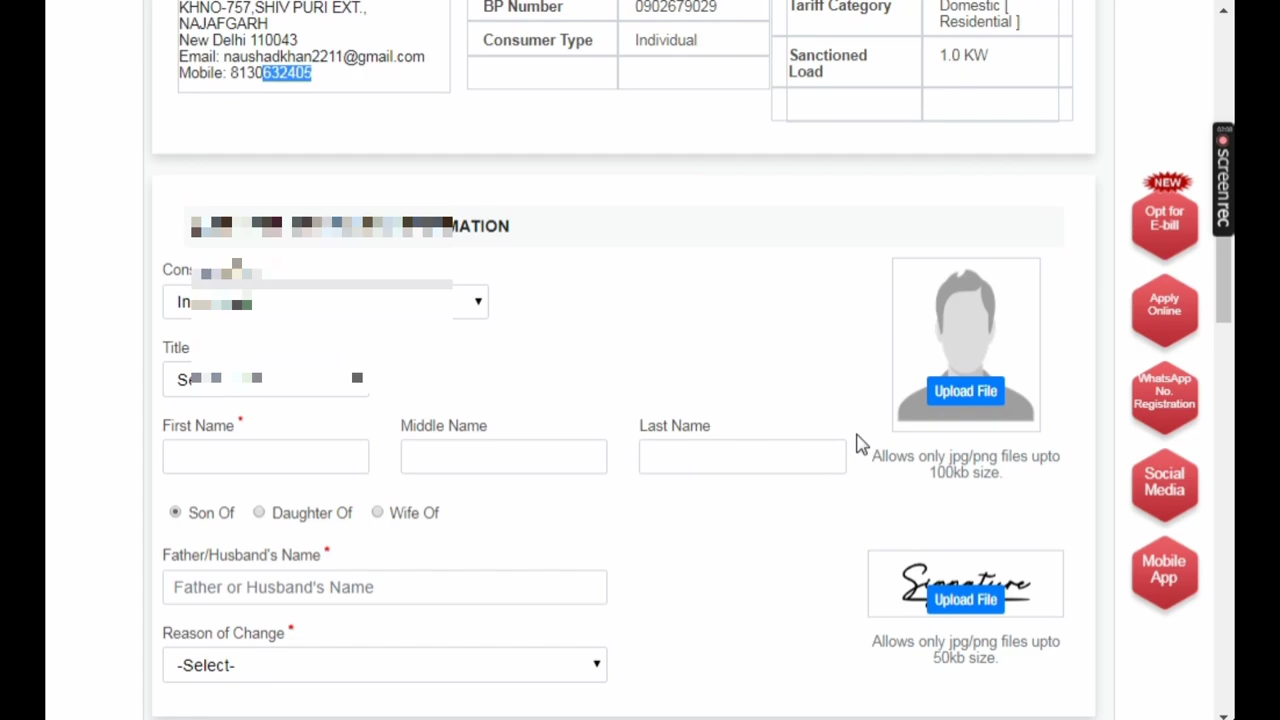 KHNO-757,SHIV PURI EXT.,
NAJAFGARH
New Delhi 110043
Email: naushadkhan2211@gmail.com
Mobile: 8130632405
BP Number 0902679029
Consumer Type Individual
Tariff Category Domestic [
Residential ]
Sanctioned
Load 1.0 KW
MATION
Title
First Name *
Middle Name
Last Name
Son Of
Daughter Of
Wife Of
Father/Husband's Name *
Father or Husband's Name
Reason of Change *
-Select-
Upload File
Allows only jpg/png files upto
100kb size.
Signature
Upload File
Allows only jpg/png files upto
50kb size.
NEW
Opt for
E-bill
Apply
Online
WhatsApp
No.
Registration
Social
Media
Mobile
App
screenrec